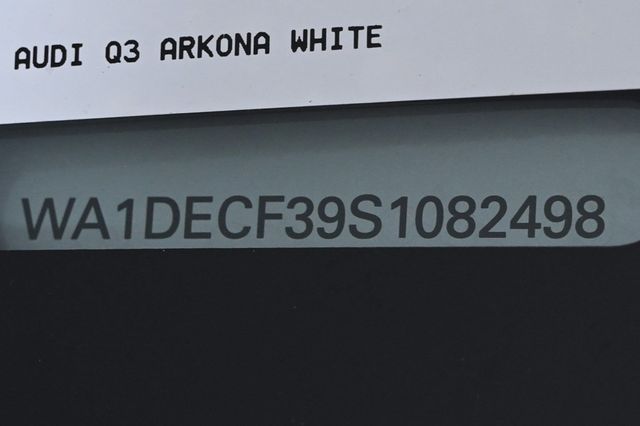 AUDI Q3 ARKONA WHITE
WA1DECF39S1082498